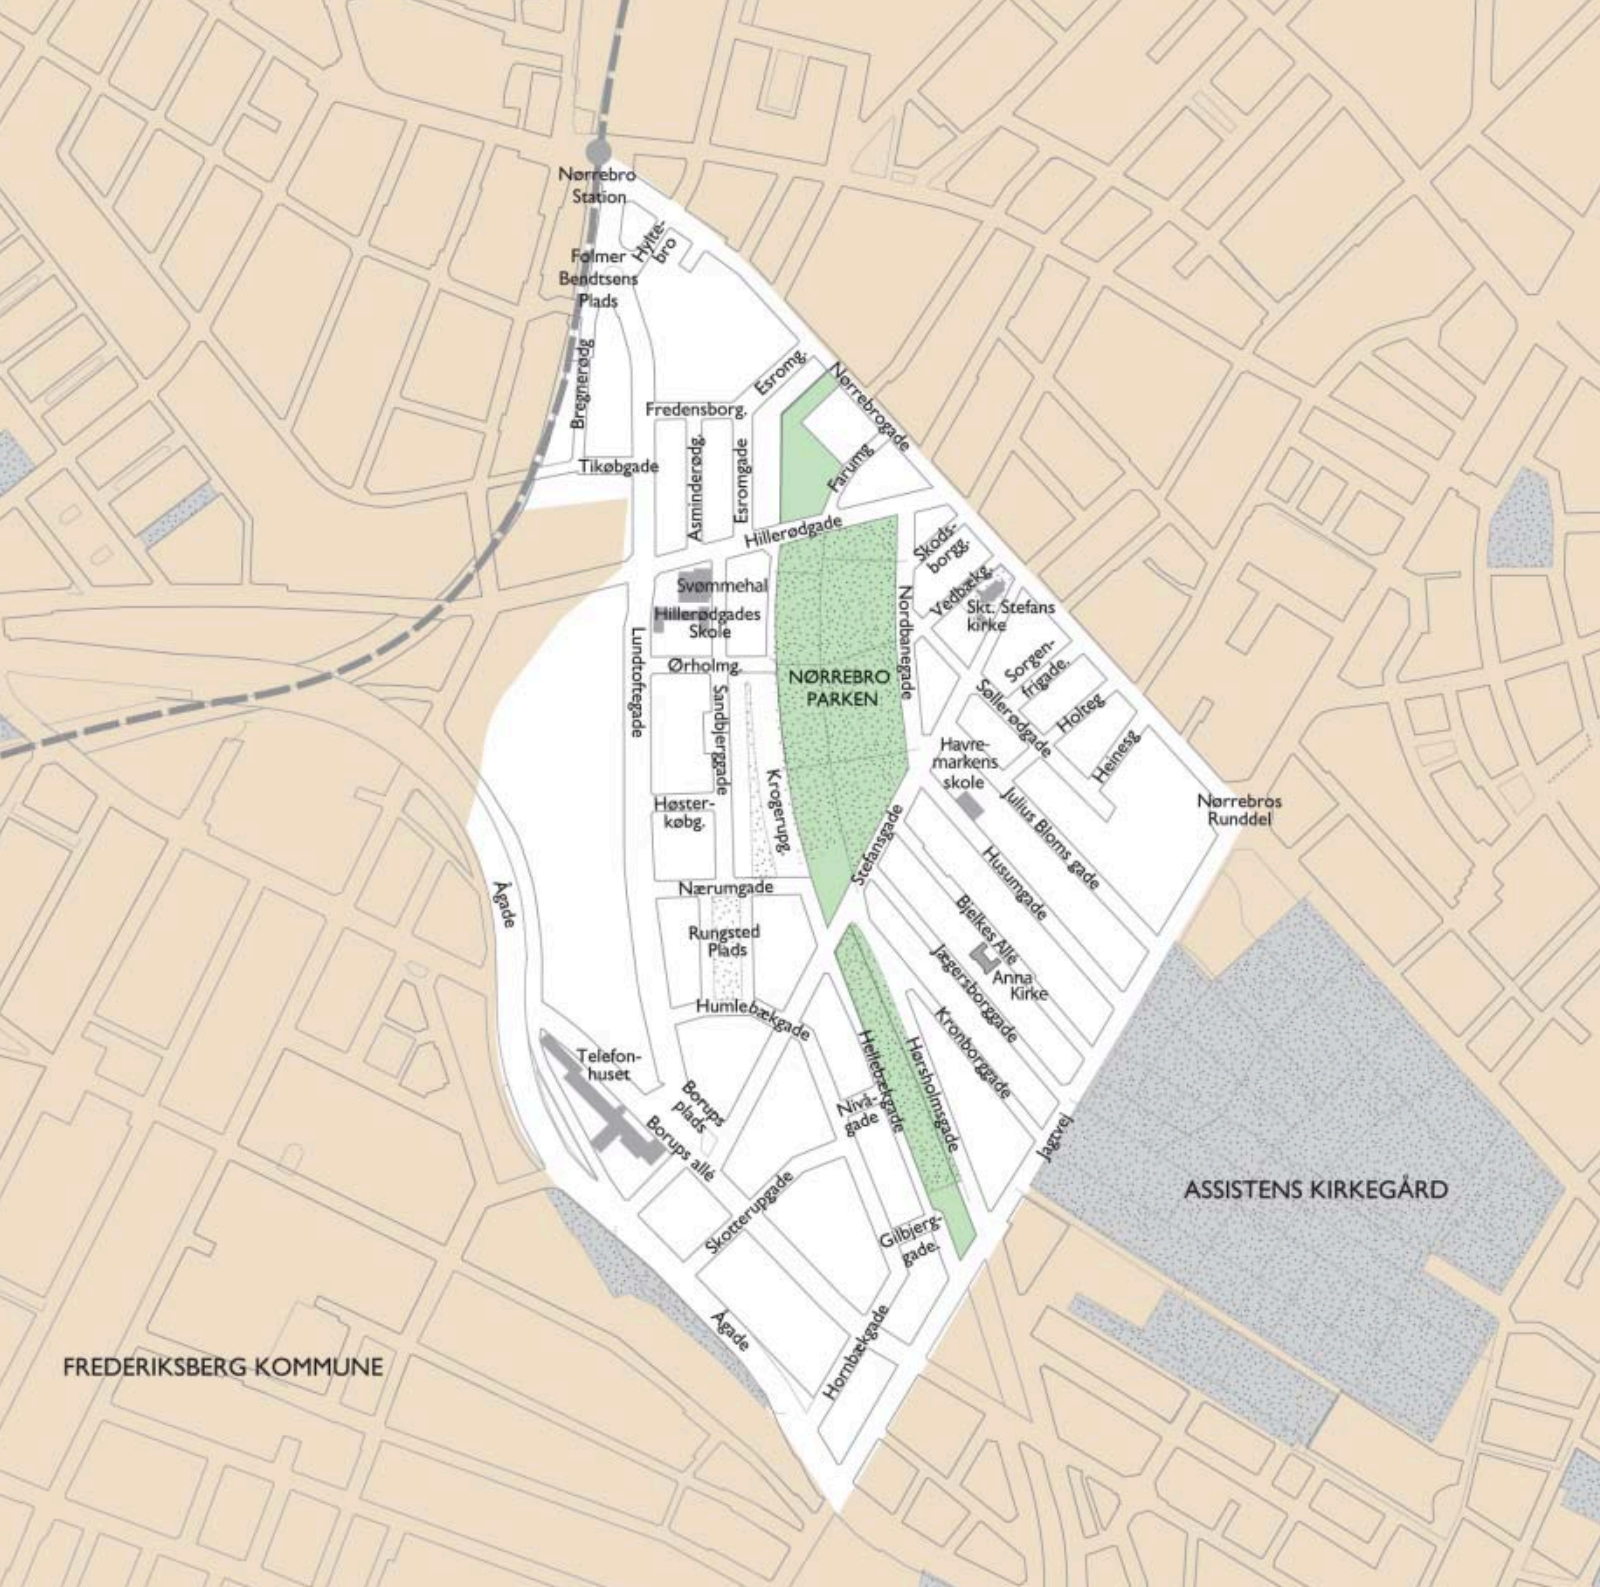 Nørrebro
Station
Hylte-
bro
Folmer
Bendtsens
Plads
Bregnerødg
Esromg.
Nørrebrogade
Fredensborg.
Tikøbgade
Asminderødg.
Esromgade
Farumg.
Hillerødgade
Skods-
borgg.
Vedbækg.
Skt. Stefans
kirke
Svømmehal
Hillerødgades
Skole
Nordbanegade
Lundtoftegade
Ørholmg.
NØRREBRO
PARKEN
Sorgen-
frigade.
Søllerødgade
Holteg
Heinesg
Sandbjerggade
Krogerupg.
Havre-
markens
skole
Høster-
købg.
Julius Bloms gade
Nørrebros
Runddel
Stefansgade
Husumgade
Nærumgade
Ågade
Bjelkes Allé
Rungsted
Plads
Jægersborggade
Anna
Kirke
Humlebækgade
Kronborggade
Hellebækgade
Hørsholmsgade
Telefon-
huset
Borups
plads
Nivå-
gade
Borups allé
Jagtvej
ASSISTENS KIRKEGÅRD
Skotterupgade
Gilbjerg-
gade.
Ågade
Hornbækgade
FREDERIKSBERG KOMMUNE